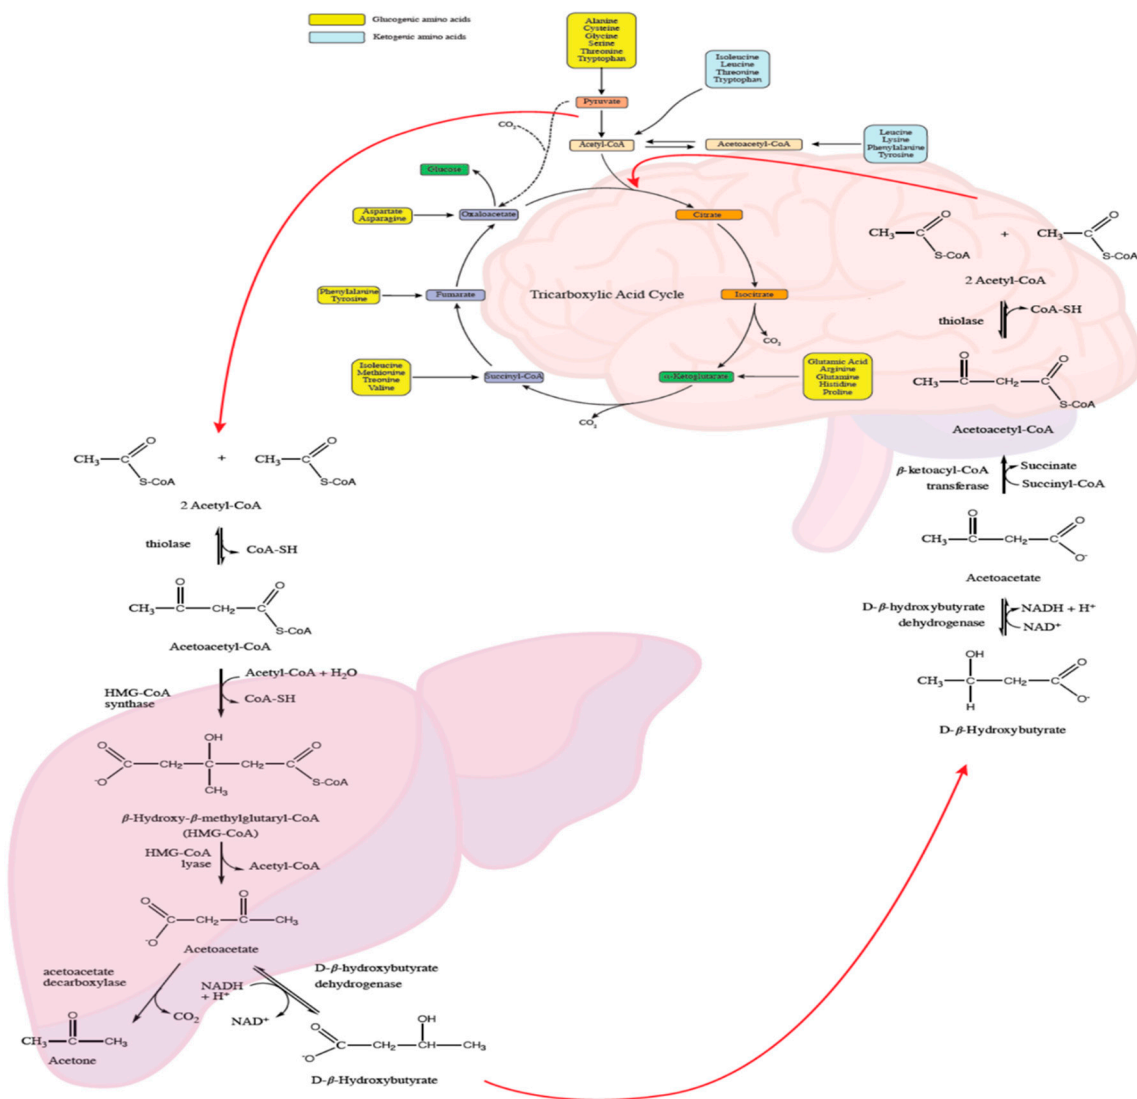 Glucogenic amino acids
Ketogenic amino acids
Alanine
Cysteine
Glycine
Serine
Threonine
Tryptophan
Isoleucine
Leucine
Threonine
Tryptophan
Pyruvate
CO2
Acetyl-CoA
Acetoacetyl-CoA
Leucine
Lysine
Phenylalanine
Tyrosine
Glucose
Aspartate
Asparagine
Oxaloacetate
Citrate
Phenylalanine
Tyrosine
Fumarate
Tricarboxylic Acid Cycle
Isocitrate
CO2
Isoleucine
Methionine
Treonine
Valine
Succinyl-CoA
α-Ketoglutarate
Glutamic Acid
Arginine
Glutamine
Histidine
Proline
CO2
O
CH3 C
S-CoA
+
O
CH3 C
S-CoA
2 Acetyl-CoA
thiolase
CoA-SH
O O
CH3 C CH2 C
S-CoA
Acetoacetyl-CoA
β-ketoacyl-CoA
transferase
Succinate
Succinyl-CoA
O O
CH3 C CH2 C
O-
Acetoacetate
D-β-hydroxybutyrate
dehydrogenase
NADH + H+
NAD+
OH O
CH3 C CH2 C
H O-
D-β-Hydroxybutyrate
O
CH3 C
S-CoA
+
O
CH3 C
S-CoA
2 Acetyl-CoA
thiolase
CoA-SH
O O
CH3 C CH2 C
S-CoA
Acetoacetyl-CoA
HMG-CoA
synthase
Acetyl-CoA + H2O
CoA-SH
O OH O
C CH2 C CH2 C
-O CH3 S-CoA
β-Hydroxy-β-methylglutaryl-CoA
(HMG-CoA)
HMG-CoA
lyase
Acetyl-CoA
O O
C CH2 C CH3
-O
Acetoacetate
acetoacetate
decarboxylase
CO2
NADH
+ H+
NAD+
D-β-hydroxybutyrate
dehydrogenase
O
CH3 C CH3
Acetone
O OH
C CH2 CH CH3
-O
D-β-Hydroxybutyrate